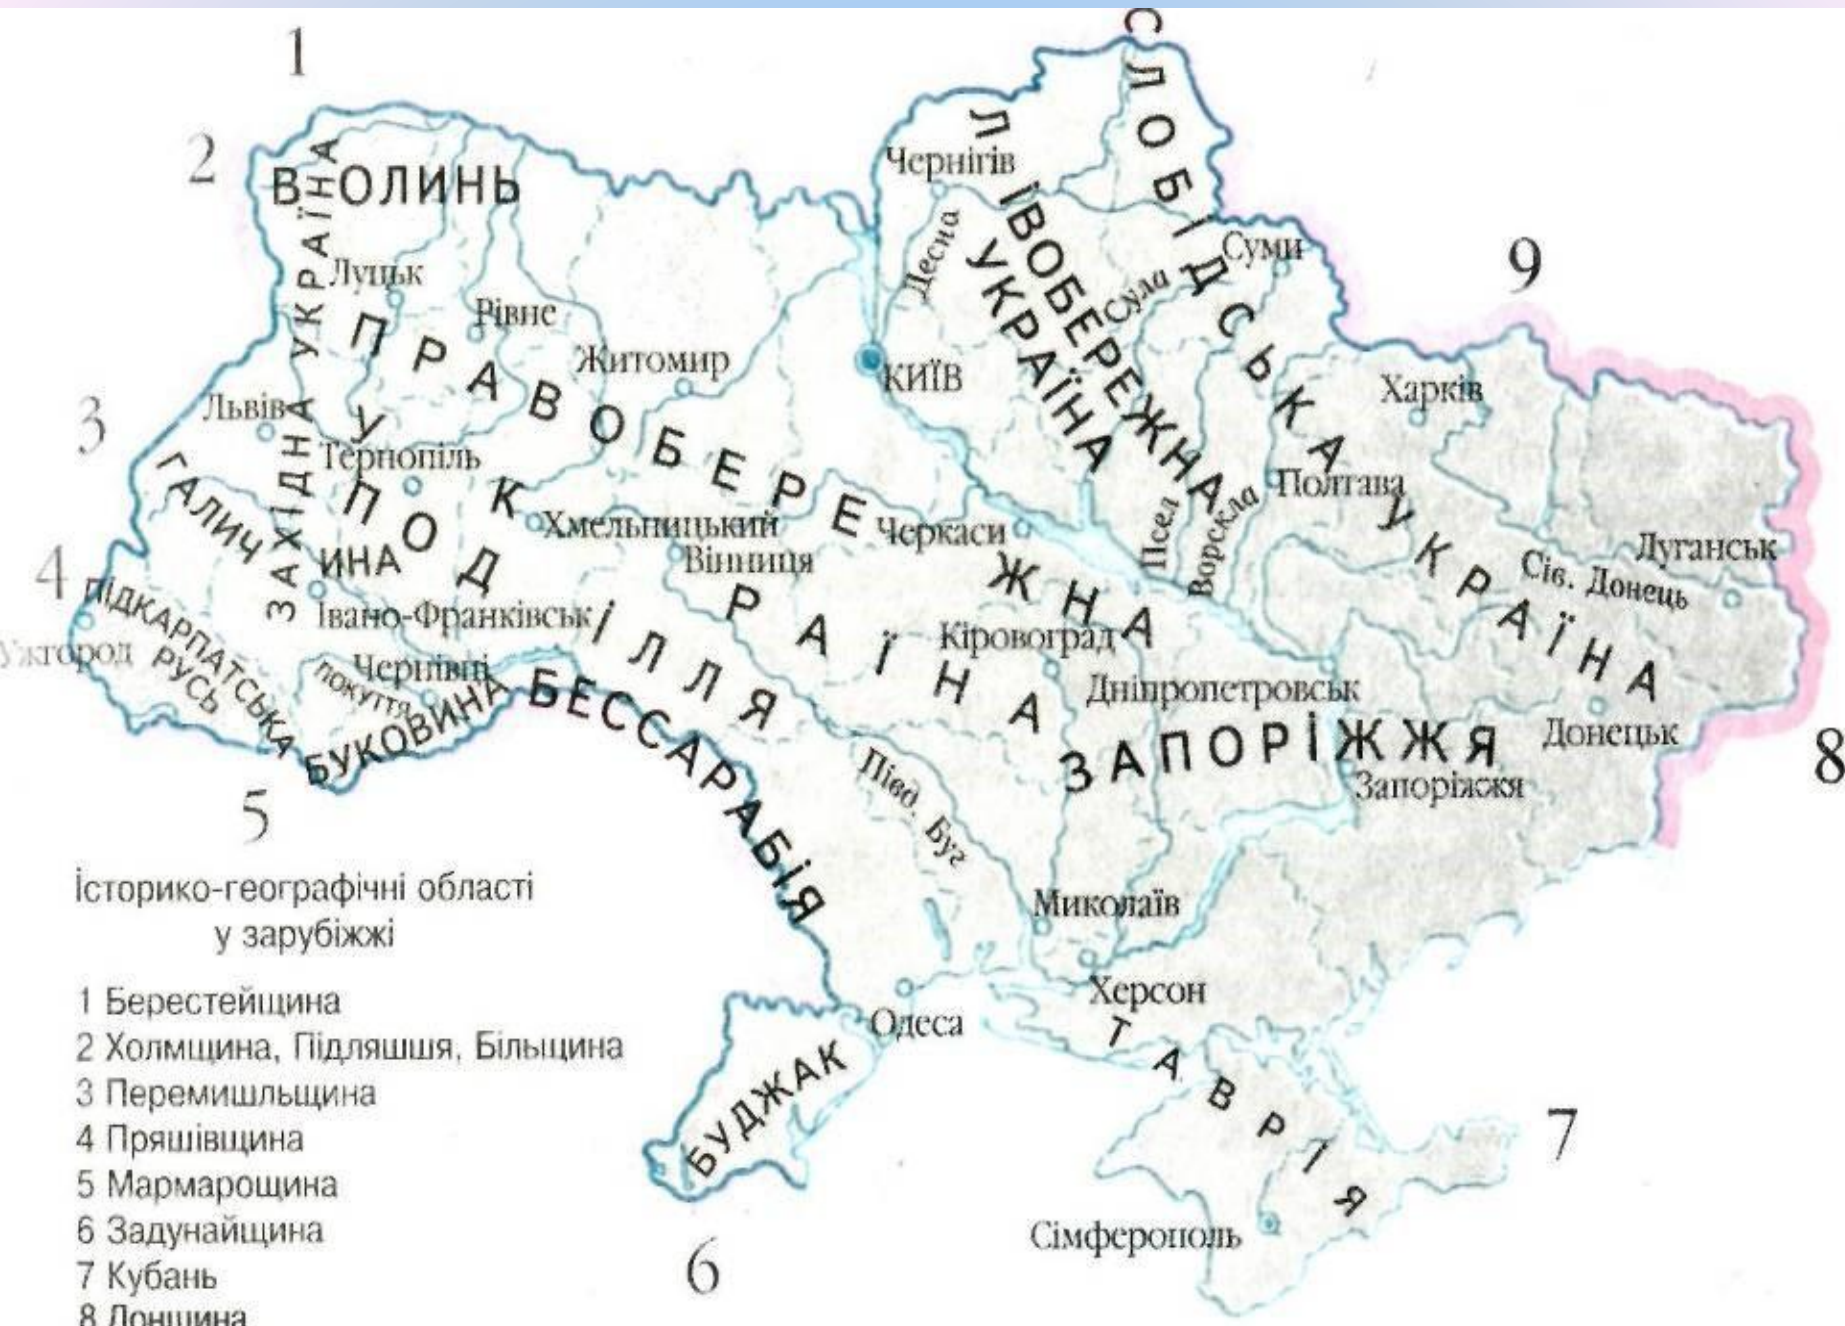 1
2
3
4
5
6
7
8
9
ВОЛИНЬ
ЗАХІДНА УКРАЇНА
ПРАВОБЕРЕЖНА
УКРАЇНА
ЛІВОБЕРЕЖНА
УКРАЇНА
СЛОБІДСЬКА УКРАЇНА
ГАЛИЧИНА
ПОДІЛЛЯ
ПІДКАРПАТСЬКА
РУСЬ
ПОКУТТЯ
БУКОВИНА
БЕССАРАБІЯ
ЗАПОРІЖЖЯ
БУДЖАК
ТАВРІЯ
Чернігів
Десна
Сула
Суми
Луцьк
Рівне
Житомир
КИЇВ
Харків
Львів
Тернопіль
Полтава
Хмельницький
Вінниця
Черкаси
Псел
Ворскла
Луганськ
Сів. Донець
Івано-Франківськ
Ужгород
Чернівці
Кіровоград
Дніпропетровськ
Донецьк
Запоріжжя
Півд. Буг
Миколаїв
Херсон
Одеса
Сімферополь
Історико-географічні області
у зарубіжжі
1 Берестейщина
2 Холмщина, Підляшшя, Більщина
3 Перемишльщина
4 Пряшівщина
5 Мармарощина
6 Задунайщина
7 Кубань
8 Донщина